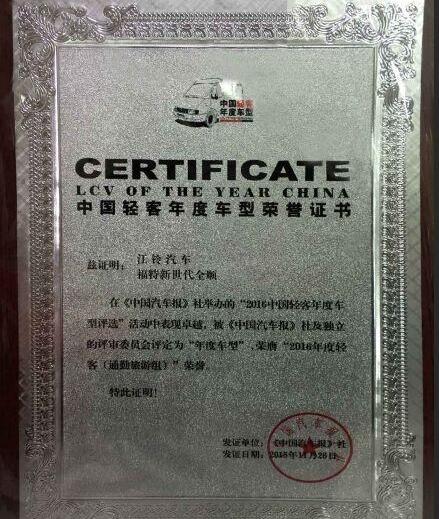 中国轻客
年度车型
CERTIFICATE
LCV OF THE YEAR CHINA
中国轻客年度车型荣誉证书
兹证明：江铃汽车
福特新世代全顺
在《中国汽车报》社举办的“2016中国轻客年度车
型评选”活动中表现卓越，被《中国汽车报》社及独立
的评审委员会评定为“年度车型”，荣膺“2016年度轻
客（通勤旅游组）”荣誉。
特此证明！
发证单位：《中国汽车报》社
发证日期：2015年11月26日